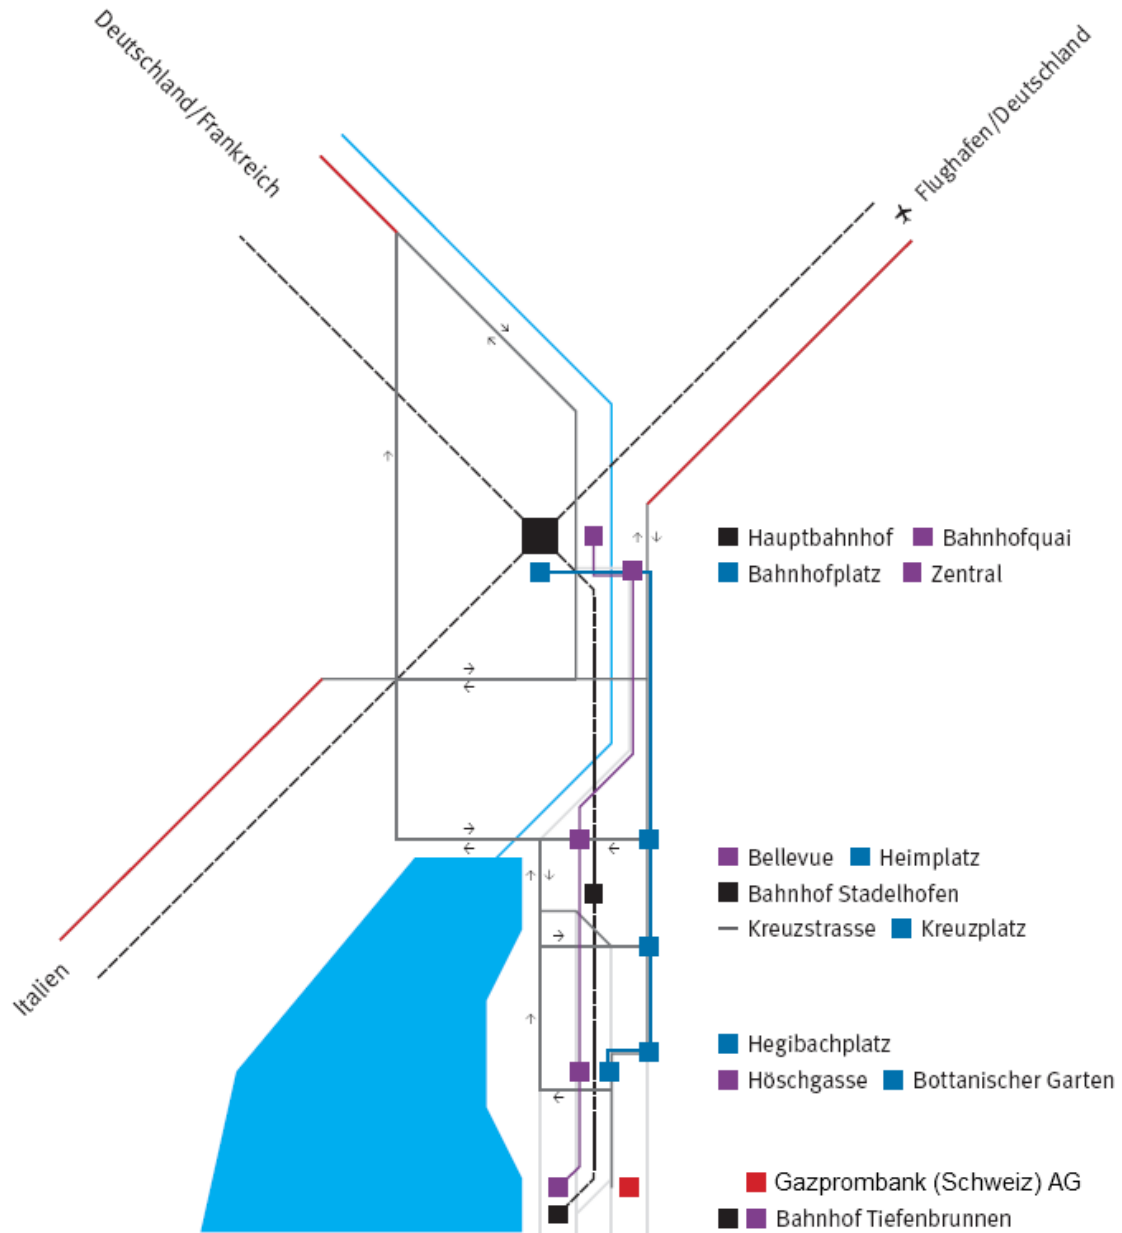 Deutschland/Frankreich
Flughafen/Deutschland
Hauptbahnhof Bahnhofquai
Bahnhofplatz Zentral
Bellevue Heimplatz
Bahnhof Stadelhofen
Kreuzstrasse Kreuzplatz
Italien
Hegibachplatz
Höschgasse Bottanischer Garten
Gazprombank (Schweiz) AG
Bahnhof Tiefenbrunnen